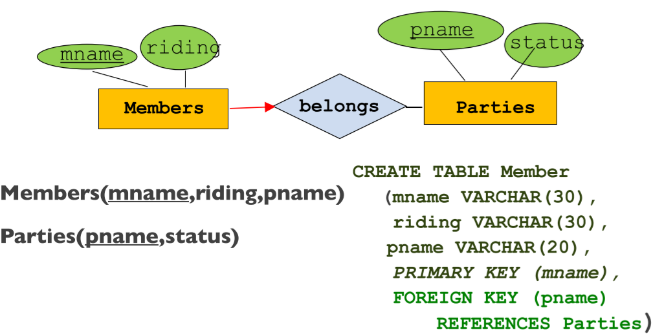 mname riding
pname status
Members belongs Parties
Members(mname,riding,pname)
Parties(pname,status)
CREATE TABLE Member
(mname VARCHAR(30),
riding VARCHAR(30),
pname VARCHAR(20),
PRIMARY KEY (mname),
FOREIGN KEY (pname)
REFERENCES Parties)